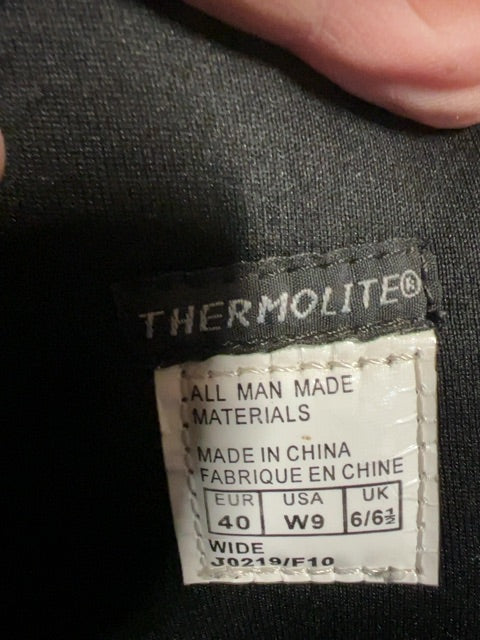 THERMOLITE®
ALL MAN MADE
MATERIALS
MADE IN CHINA
FABRIQUE EN CHINE
EUR USA UK
40 W9 6/6½
WIDE
J0219/F10